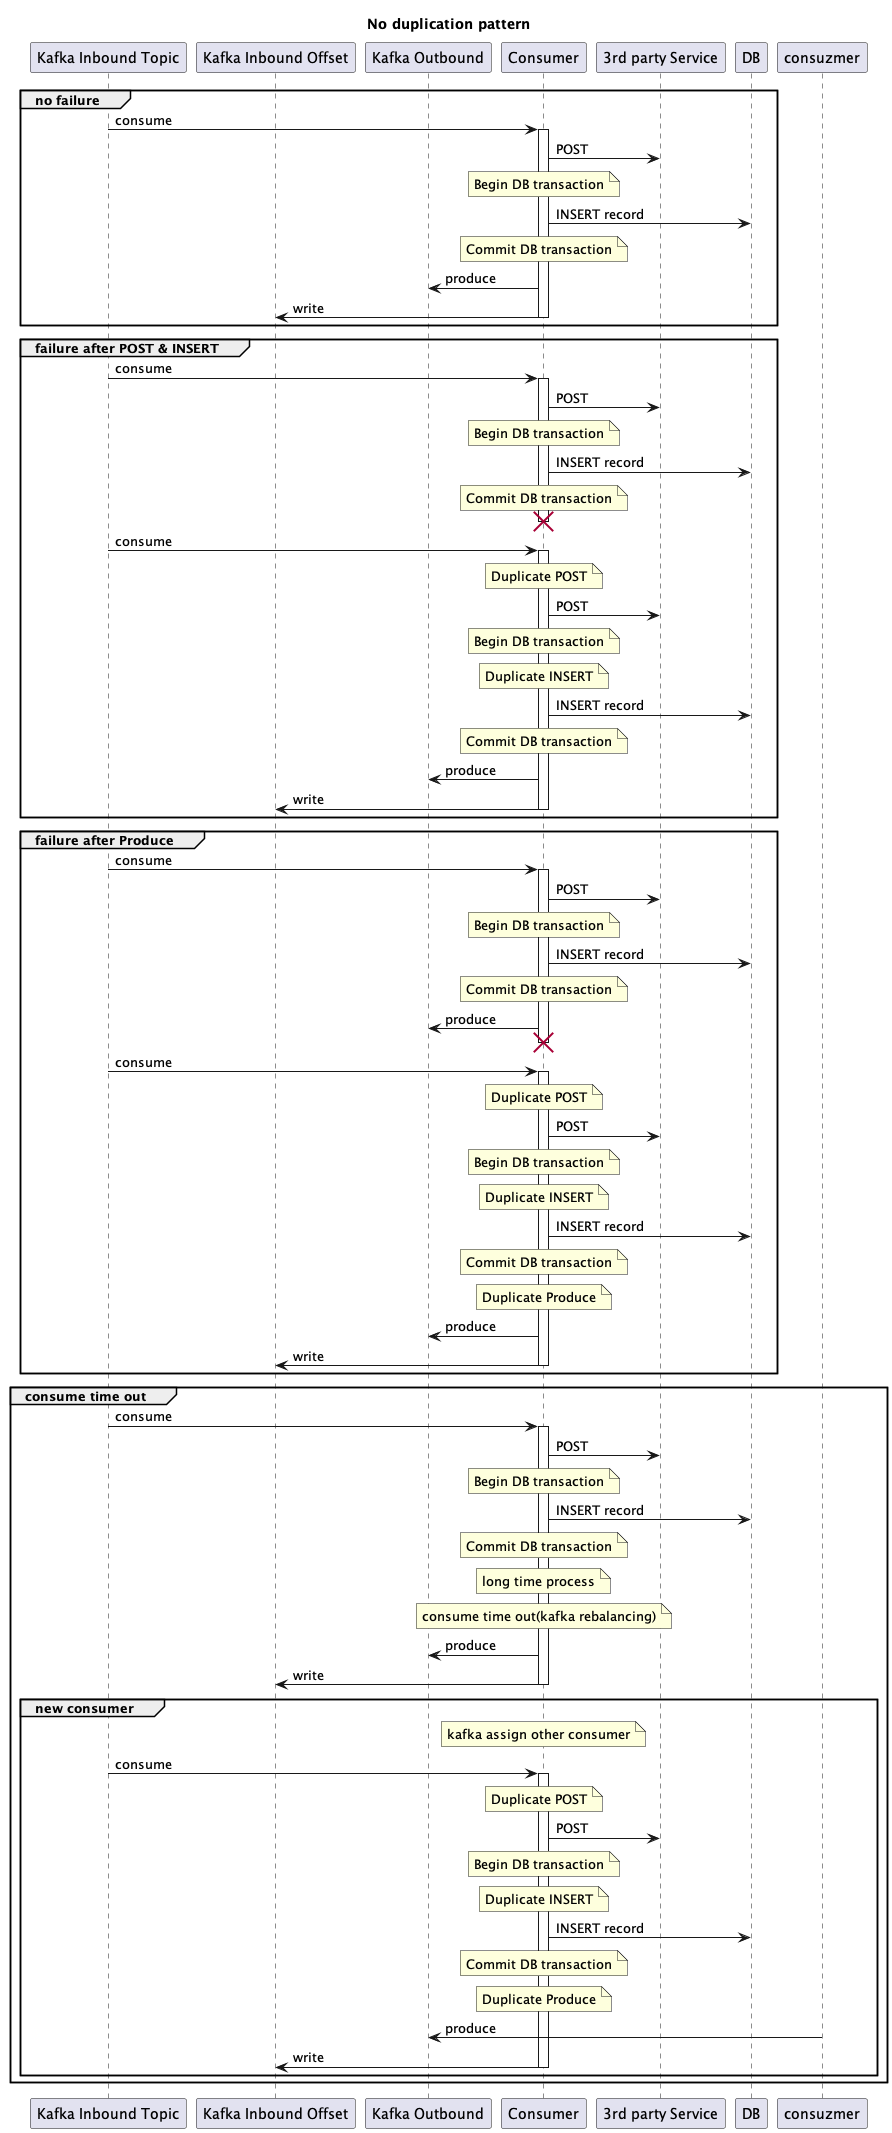 No duplication pattern
Kafka Inbound Topic Kafka Inbound Offset Kafka Outbound Consumer 3rd party Service DB consuzmer
no failure
consume
POST
Begin DB transaction
INSERT record
Commit DB transaction
produce
write
failure after POST & INSERT
consume
POST
Begin DB transaction
INSERT record
Commit DB transaction
consume
Duplicate POST
POST
Begin DB transaction
Duplicate INSERT
INSERT record
Commit DB transaction
produce
write
failure after Produce
consume
POST
Begin DB transaction
INSERT record
Commit DB transaction
produce
consume
Duplicate POST
POST
Begin DB transaction
Duplicate INSERT
INSERT record
Commit DB transaction
Duplicate Produce
produce
write
consume time out
consume
POST
Begin DB transaction
INSERT record
Commit DB transaction
long time process
consume time out(kafka rebalancing)
produce
write
new consumer
kafka assign other consumer
consume
Duplicate POST
POST
Begin DB transaction
Duplicate INSERT
INSERT record
Commit DB transaction
Duplicate Produce
produce
write
Kafka Inbound Topic Kafka Inbound Offset Kafka Outbound Consumer 3rd party Service DB consuzmer